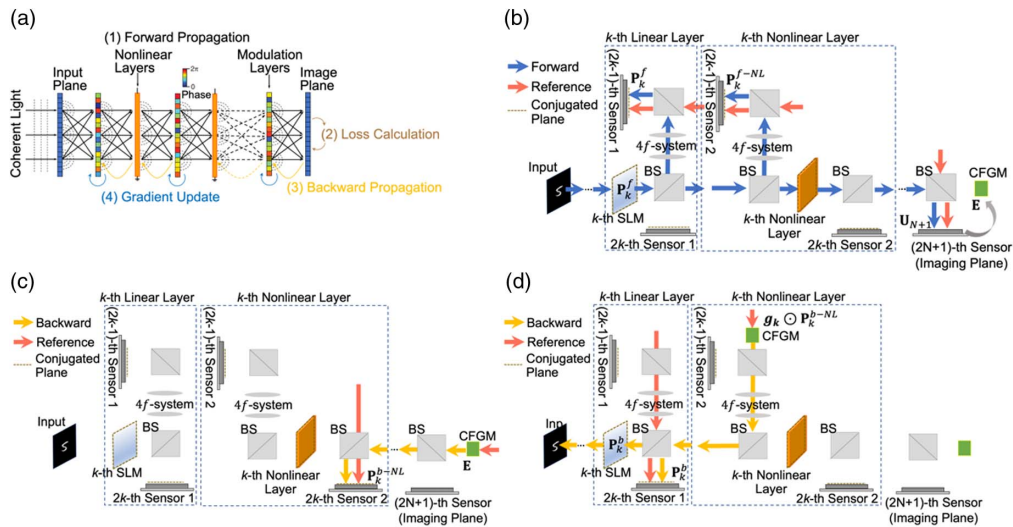 (a)
(1) Forward Propagation
Nonlinear
Layers
Modulation
Layers
Input
Plane
Image
Plane
2π
0
Phase
Coherent Light
(2) Loss Calculation
(3) Backward Propagation
(4) Gradient Update
(b)
k-th Linear Layer
k-th Nonlinear Layer
Forward
Reference
Conjugated
Plane
(2k-1)-th Sensor 1
P_k^f
(2k-1)-th Sensor 2
P_k^{f-NL}
4f-system
4f-system
Input
P_k^f
BS
BS
BS
BS
CFGM
E
k-th SLM
k-th Nonlinear
Layer
U_{N+1}
2k-th Sensor 1
2k-th Sensor 2
(2N+1)-th Sensor
(Imaging Plane)
(c)
k-th Linear Layer
k-th Nonlinear Layer
Backward
Reference
Conjugated
Plane
(2k-1)-th Sensor 1
(2k-1)-th Sensor 2
4f-system
4f-system
Input
BS
BS
BS
CFGM
E
k-th SLM
k-th Nonlinear
Layer
P_k^{b-NL}
2k-th Sensor 1
2k-th Sensor 2
(2N+1)-th Sensor
(Imaging Plane)
(d)
k-th Linear Layer
k-th Nonlinear Layer
Backward
Reference
Conjugated
Plane
(2k-1)-th Sensor 1
(2k-1)-th Sensor 2
g_k ⊙ P_k^{b-NL}
CFGM
4f-system
4f-system
Inp
P_k^b
BS
BS
k-th SLM
P_k^b
k-th Nonlinear
Layer
2k-th Sensor 1
2k-th Sensor 2
(2N+1)-th Sensor
(Imaging Plane)